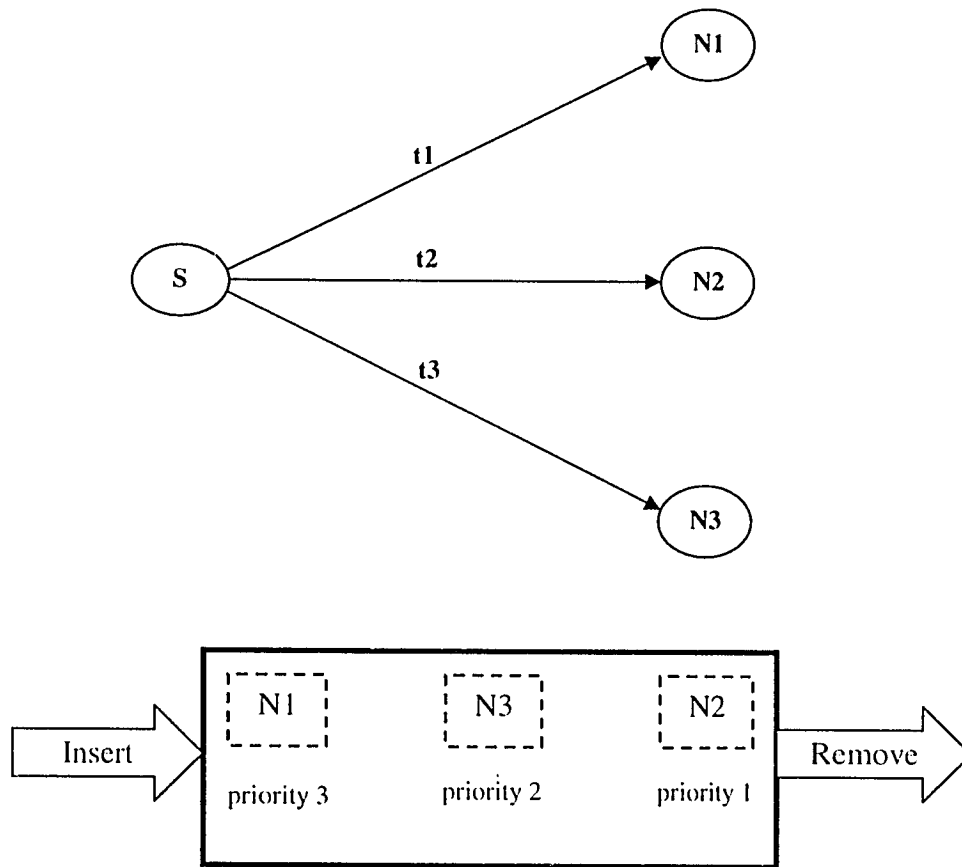 N1
t1
S
t2
N2
t3
N3
N1
N3
N2
Insert
Remove
priority 3
priority 2
priority 1